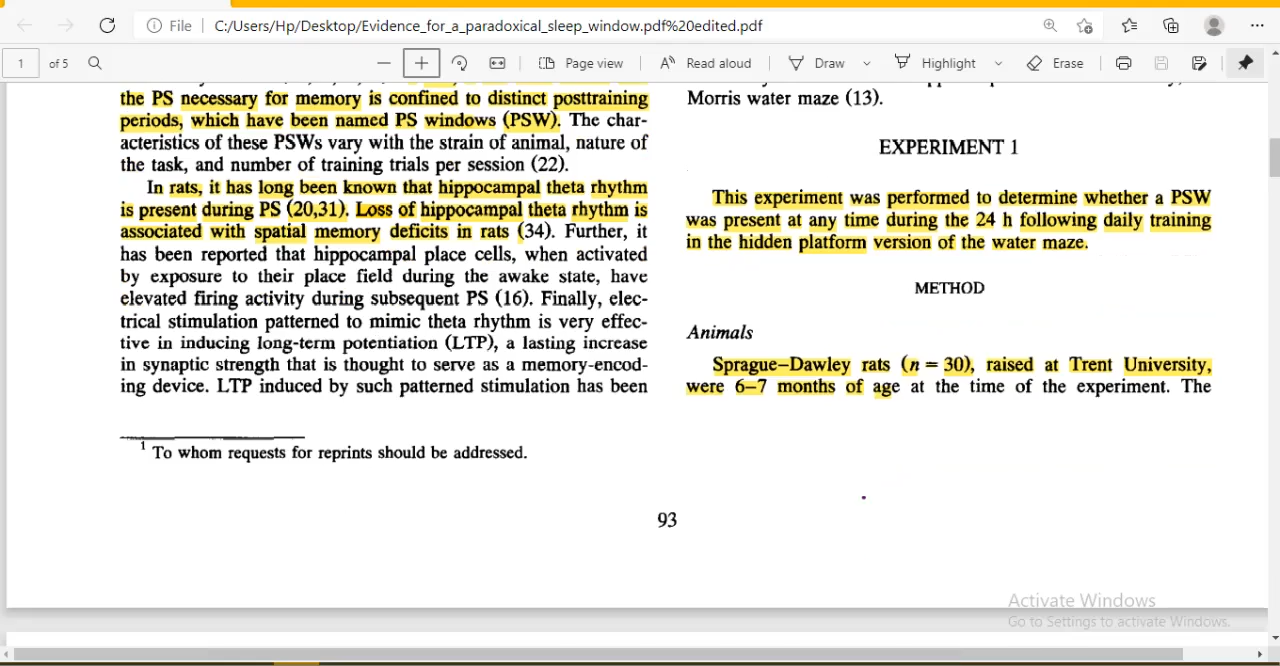 File
C:/Users/Hp/Desktop/Evidence_for_a_paradoxical_sleep_window.pdf%20edited.pdf
1 of 5
Page view
Read aloud
Draw
Highlight
Erase
the PS necessary for memory is confined to distinct posttraining
periods, which have been named PS windows (PSW). The char-
acteristics of these PSWs vary with the strain of animal, nature of
the task, and number of training trials per session (22).
In rats, it has long been known that hippocampal theta rhythm
is present during PS (20,31). Loss of hippocampal theta rhythm is
associated with spatial memory deficits in rats (34). Further, it
has been reported that hippocampal place cells, when activated
by exposure to their place field during the awake state, have
elevated firing activity during subsequent PS (16). Finally, elec-
trical stimulation patterned to mimic theta rhythm is very effec-
tive in inducing long-term potentiation (LTP), a lasting increase
in synaptic strength that is thought to serve as a memory-encod-
ing device. LTP induced by such patterned stimulation has been
1 To whom requests for reprints should be addressed.
Morris water maze (13).
EXPERIMENT 1
This experiment was performed to determine whether a PSW
was present at any time during the 24 h following daily training
in the hidden platform version of the water maze.
METHOD
Animals
Sprague–Dawley rats (n = 30), raised at Trent University,
were 6–7 months of age at the time of the experiment. The
93
Activate Windows
Go to Settings to activate Windows.